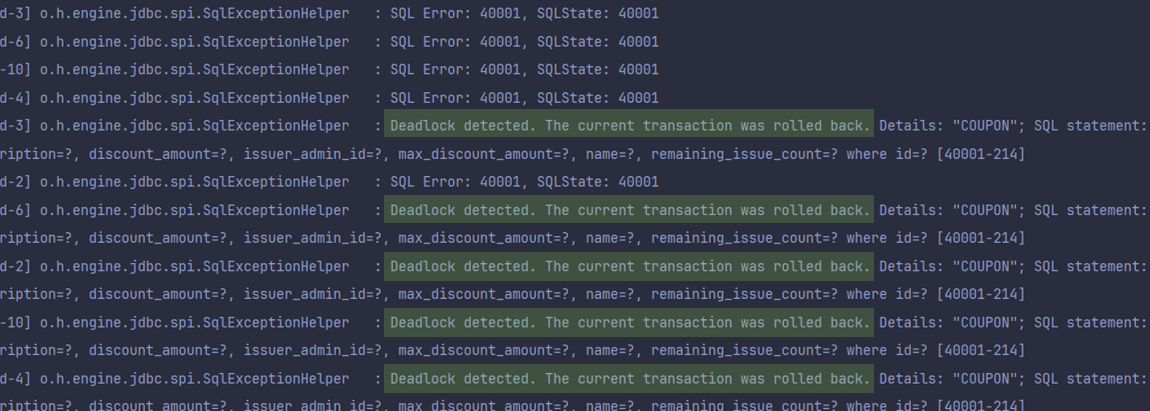 d-3] o.h.engine.jdbc.spi.SqlExceptionHelper : SQL Error: 40001, SQLState: 40001
d-6] o.h.engine.jdbc.spi.SqlExceptionHelper : SQL Error: 40001, SQLState: 40001
-10] o.h.engine.jdbc.spi.SqlExceptionHelper : SQL Error: 40001, SQLState: 40001
d-4] o.h.engine.jdbc.spi.SqlExceptionHelper : SQL Error: 40001, SQLState: 40001
d-3] o.h.engine.jdbc.spi.SqlExceptionHelper : Deadlock detected. The current transaction was rolled back. Details: "COUPON"; SQL statement:
ription=?, discount_amount=?, issuer_admin_id=?, max_discount_amount=?, name=?, remaining_issue_count=? where id=? [40001-214]
d-2] o.h.engine.jdbc.spi.SqlExceptionHelper : SQL Error: 40001, SQLState: 40001
d-6] o.h.engine.jdbc.spi.SqlExceptionHelper : Deadlock detected. The current transaction was rolled back. Details: "COUPON"; SQL statement:
ription=?, discount_amount=?, issuer_admin_id=?, max_discount_amount=?, name=?, remaining_issue_count=? where id=? [40001-214]
d-2] o.h.engine.jdbc.spi.SqlExceptionHelper : Deadlock detected. The current transaction was rolled back. Details: "COUPON"; SQL statement:
ription=?, discount_amount=?, issuer_admin_id=?, max_discount_amount=?, name=?, remaining_issue_count=? where id=? [40001-214]
-10] o.h.engine.jdbc.spi.SqlExceptionHelper : Deadlock detected. The current transaction was rolled back. Details: "COUPON"; SQL statement:
ription=?, discount_amount=?, issuer_admin_id=?, max_discount_amount=?, name=?, remaining_issue_count=? where id=? [40001-214]
d-4] o.h.engine.jdbc.spi.SqlExceptionHelper : Deadlock detected. The current transaction was rolled back. Details: "COUPON"; SQL statement:
ription=?, discount_amount=?, issuer_admin_id=?, max_discount_amount=?, name=?, remaining_issue_count=? where id=? [40001-214]